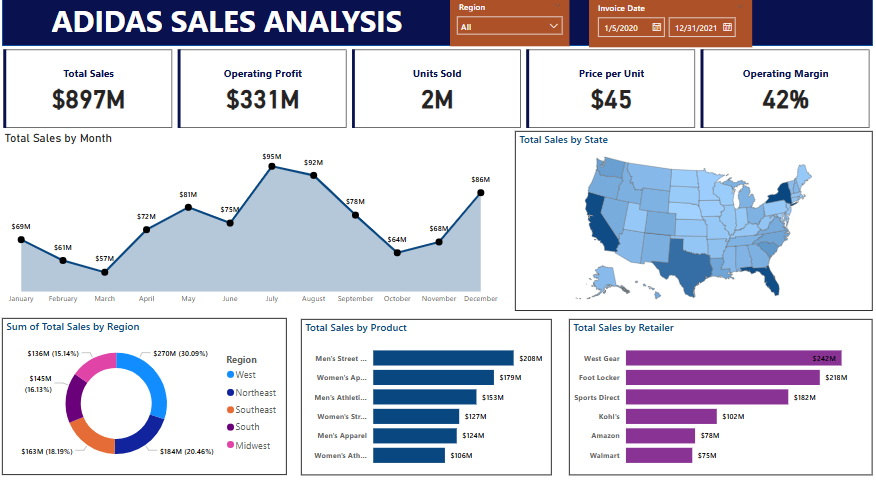 ADIDAS SALES ANALYSIS
Region
All
Invoice Date
1/5/2020
12/31/2021
Total Sales
$897M
Operating Profit
$331M
Units Sold
2M
Price per Unit
$45
Operating Margin
42%
Total Sales by Month
$69M
$61M
$57M
$72M
$81M
$75M
$95M
$92M
$78M
$64M
$68M
$86M
January February March April May June July August September October November December
Total Sales by State
Sum of Total Sales by Region
$136M (15.14%)
$270M (30.09%)
$145M
(16.13%)
$163M (18.19%)
$184M (20.46%)
Region
West
Northeast
Southeast
South
Midwest
Total Sales by Product
Men's Street ... $208M
Women's Ap... $179M
Men's Athleti... $153M
Women's Str... $127M
Men's Apparel $124M
Women's Ath... $106M
Total Sales by Retailer
West Gear $242M
Foot Locker $218M
Sports Direct $182M
Kohl's $102M
Amazon $78M
Walmart $75M